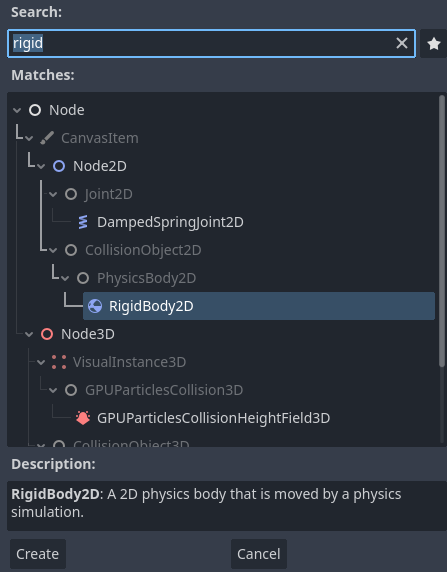 Search:
rigid
Matches:
Node
CanvasItem
Node2D
Joint2D
DampedSpringJoint2D
CollisionObject2D
PhysicsBody2D
RigidBody2D
Node3D
VisualInstance3D
GPUParticlesCollision3D
GPUParticlesCollisionHeightField3D
CollisionObject3D
Description:
RigidBody2D: A 2D physics body that is moved by a physics
simulation.
Create Cancel